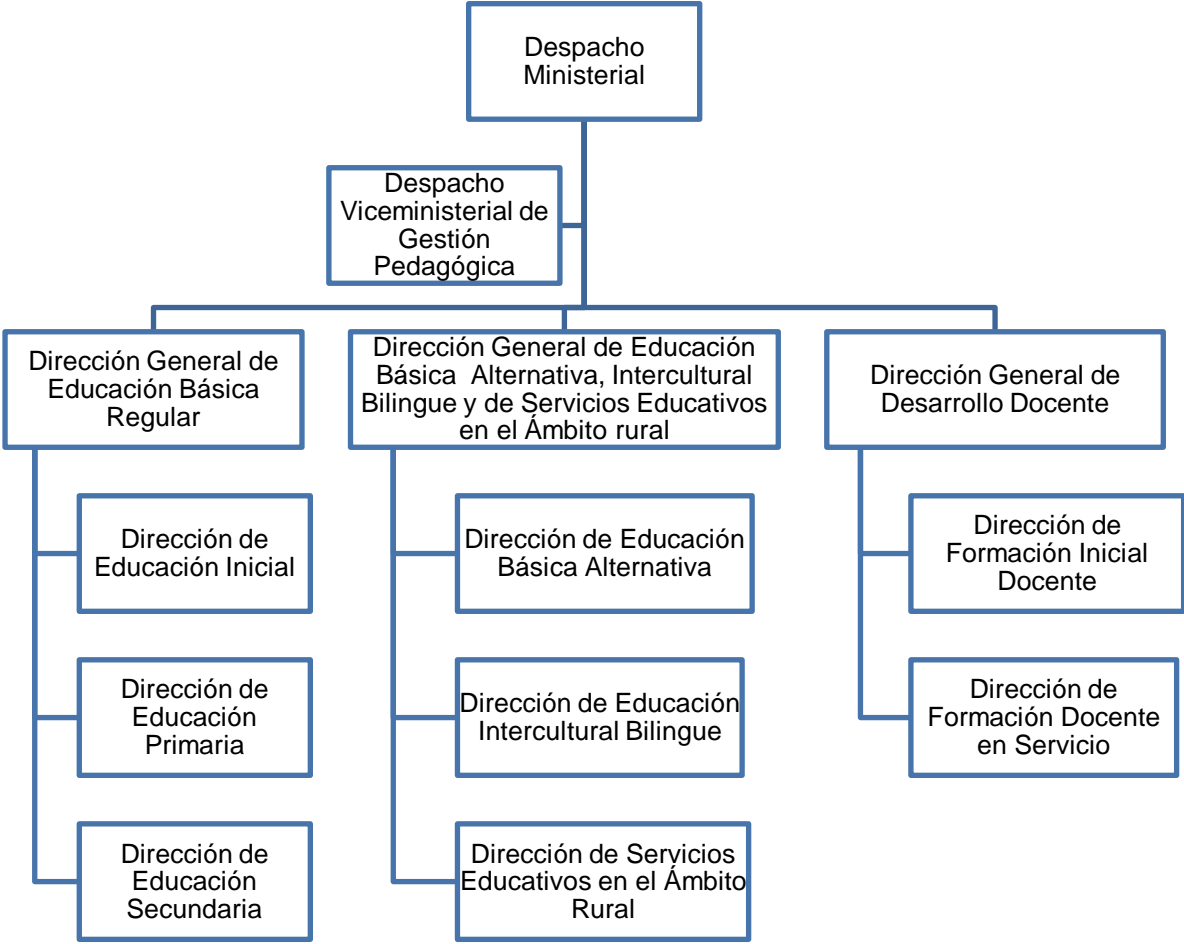 Despacho
Ministerial
Despacho
Viceministerial de
Gestión
Pedagógica
Dirección General de
Educación Básica
Regular
Dirección General de Educación
Básica  Alternativa, Intercultural
Bilingue y de Servicios Educativos
en el Ámbito rural
Dirección General de
Desarrollo Docente
Dirección de
Educación Inicial
Dirección de Educación
Básica Alternativa
Dirección de
Formación Inicial
Docente
Dirección de
Educación
Primaria
Dirección de Educación
Intercultural Bilingue
Dirección de
Formación Docente
en Servicio
Dirección de
Educación
Secundaria
Dirección de Servicios
Educativos en el Ámbito
Rural